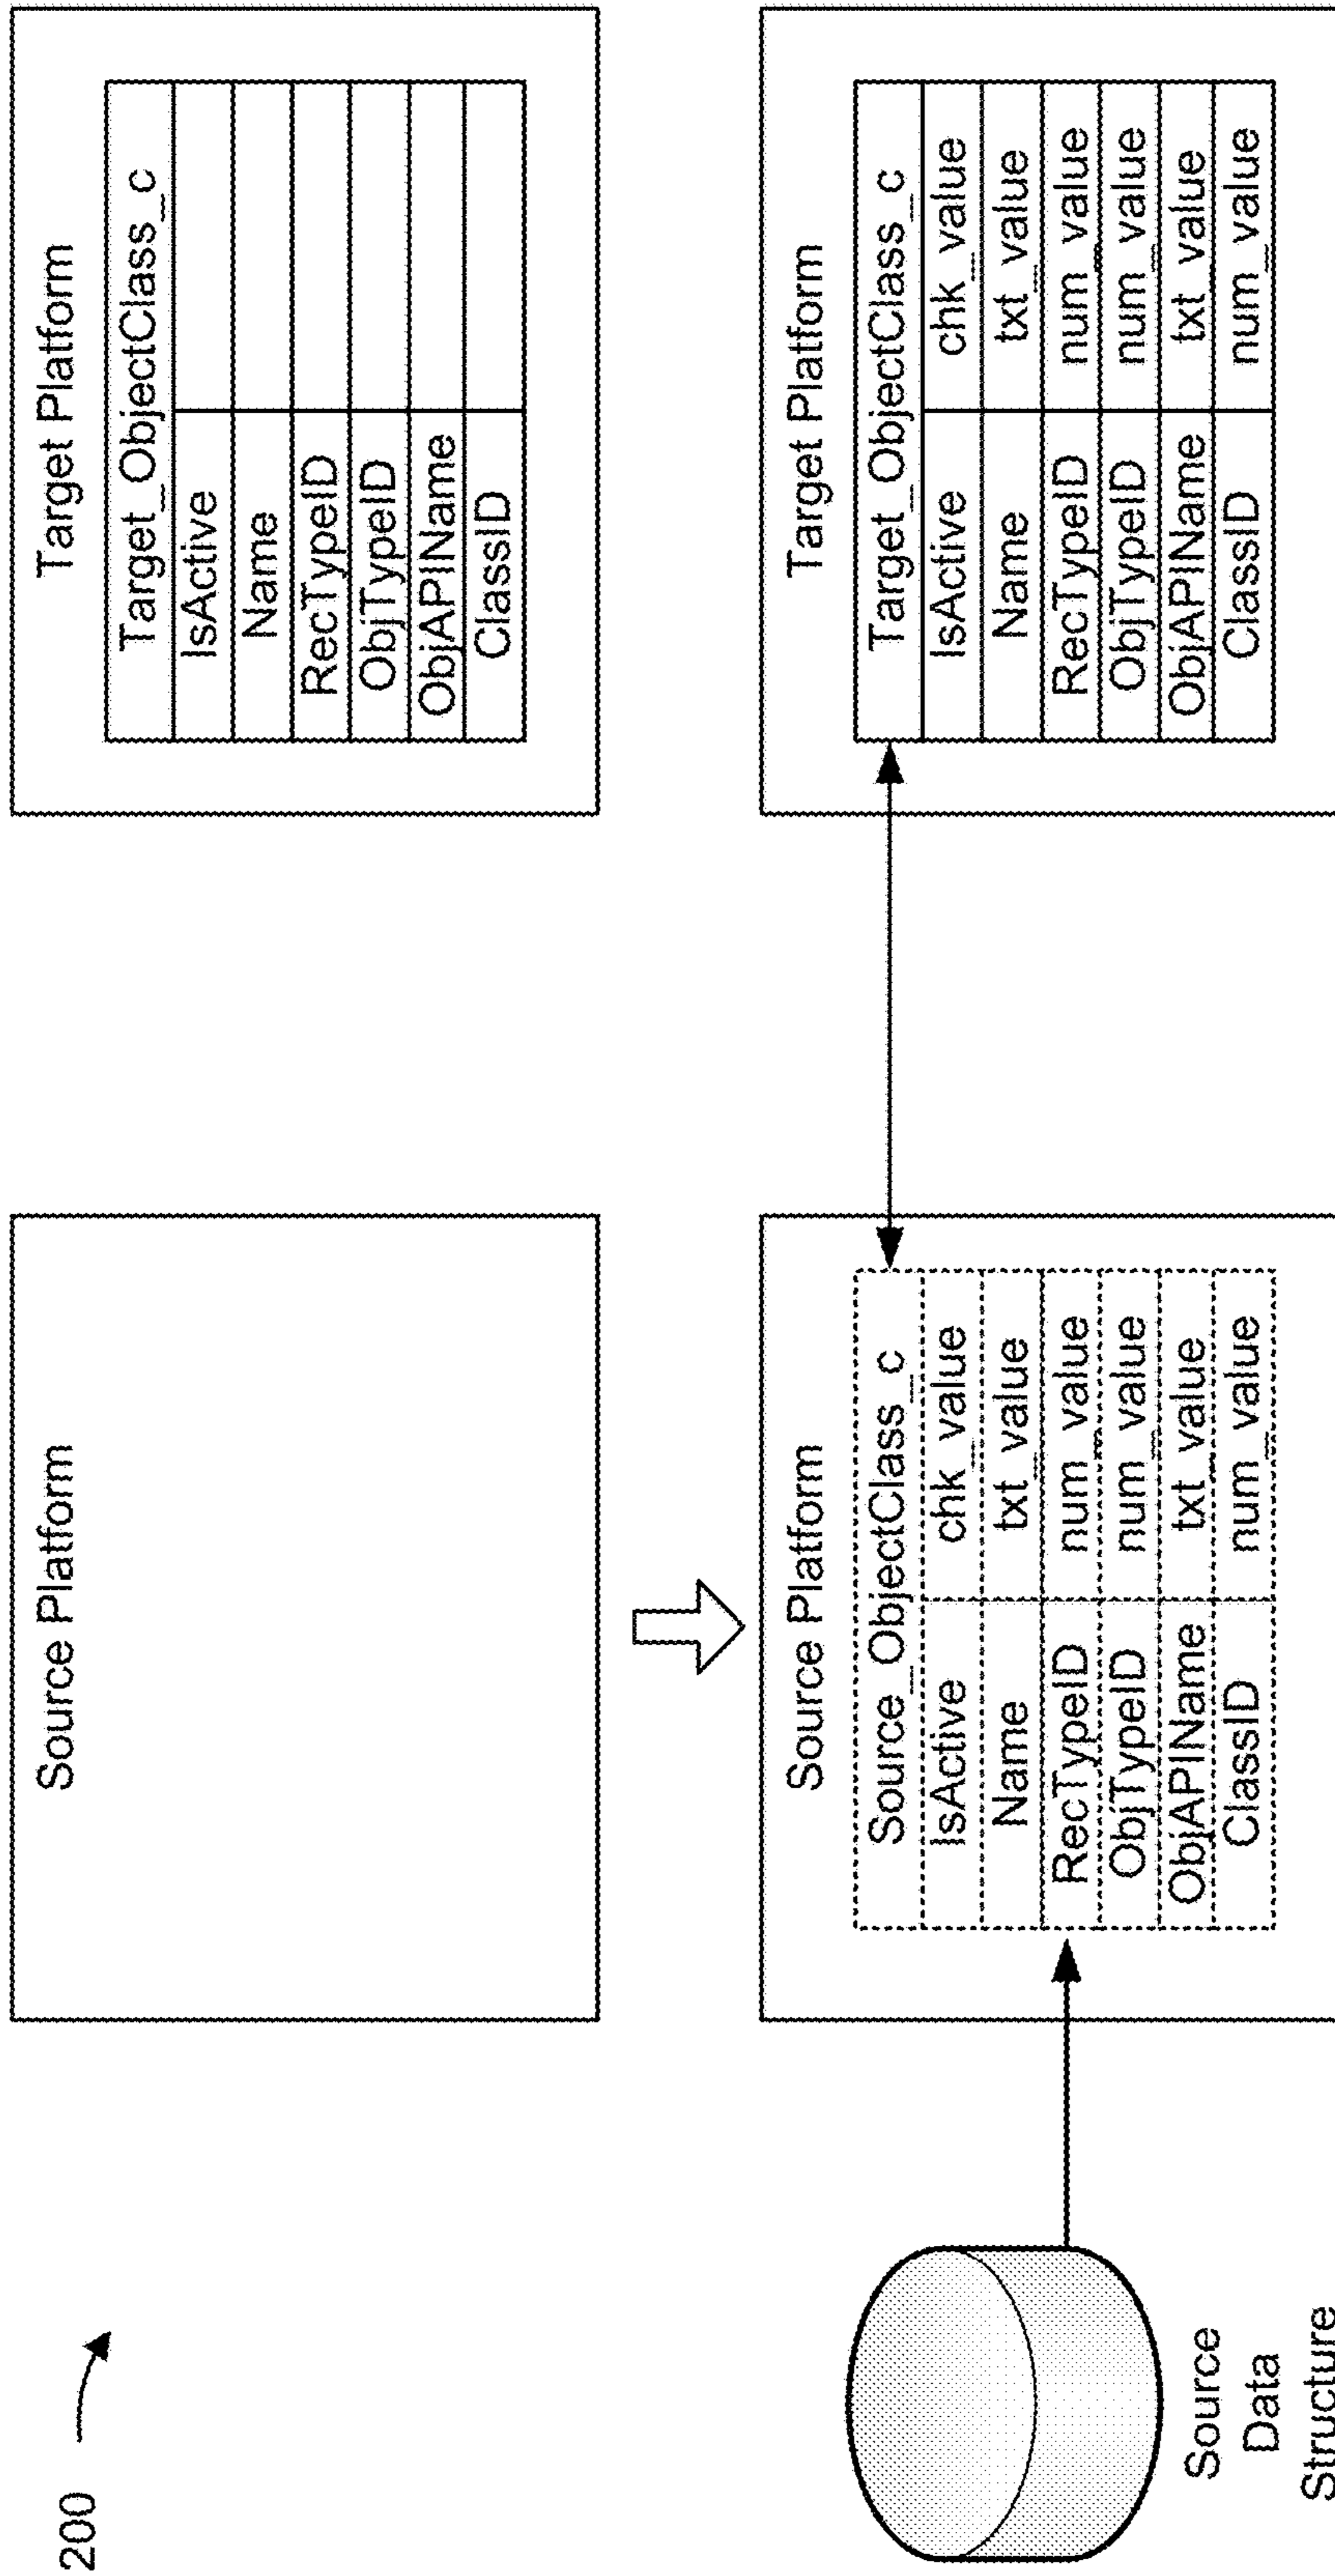 200
Source Platform
Target Platform
Target_ObjectClass_c
IsActive
Name
RecTypeID
ObjTypeID
ObjAPIName
ClassID
Source Platform
Source_ObjectClass_c
IsActive chk_value
Name txt_value
RecTypeID num_value
ObjTypeID num_value
ObjAPIName txt_value
ClassID num_value
Target Platform
Target_ObjectClass_c
IsActive chk_value
Name txt_value
RecTypeID num_value
ObjTypeID num_value
ObjAPIName txt_value
ClassID num_value
Source
Data
Structure